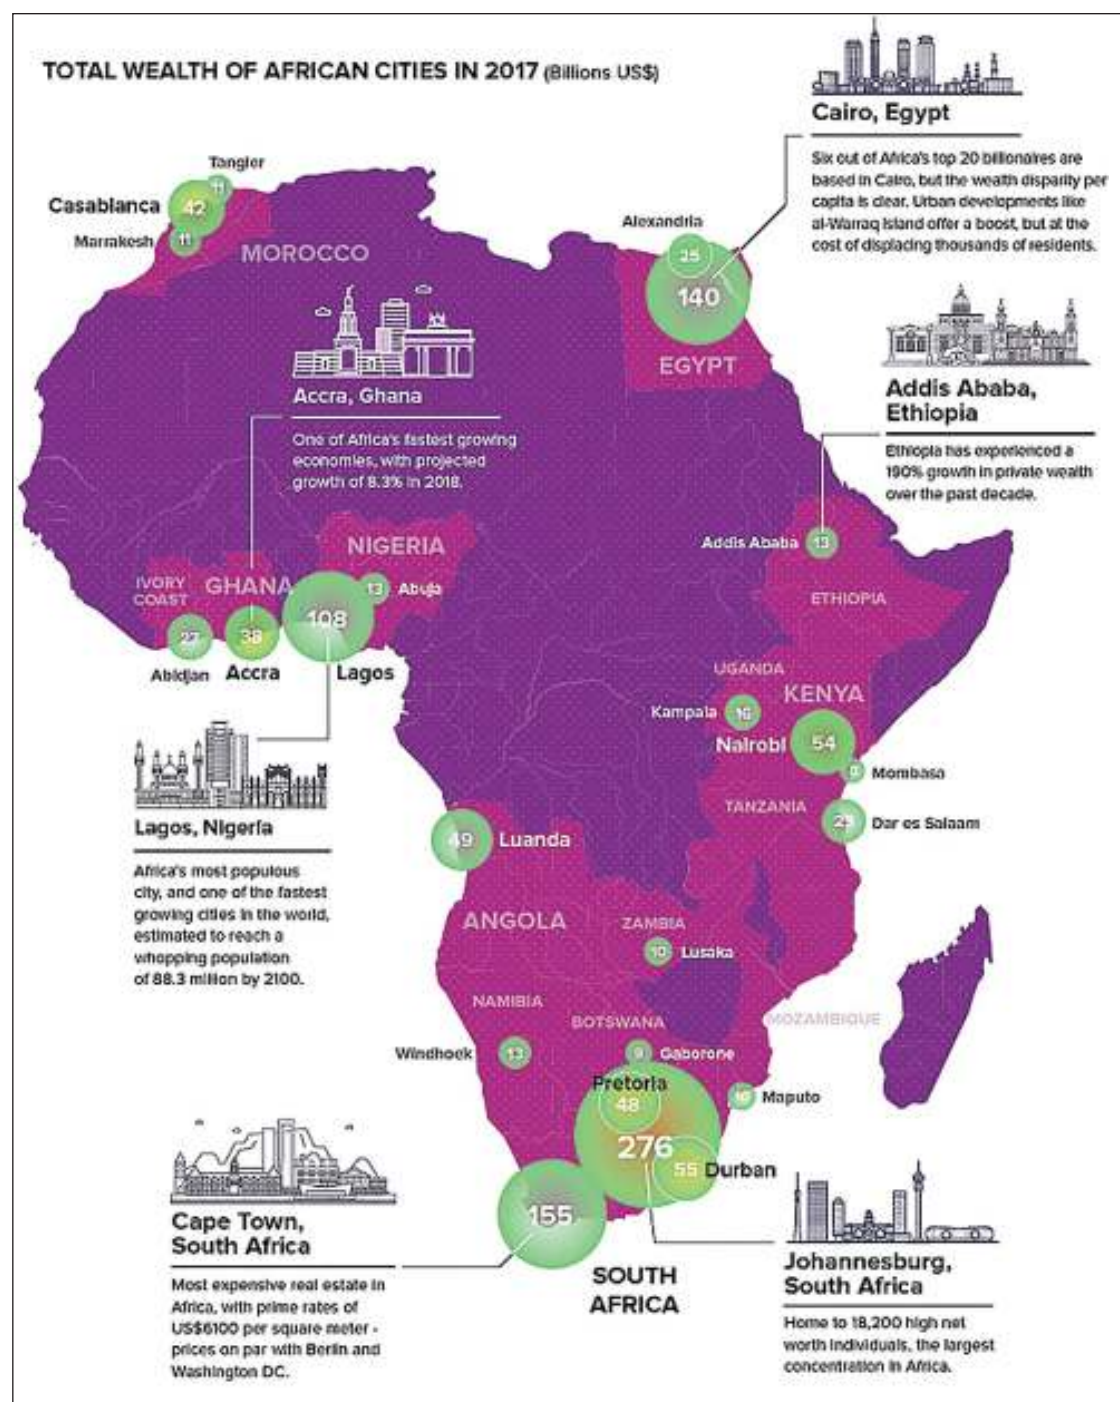 TOTAL WEALTH OF AFRICAN CITIES IN 2017 (Billions US$)
Cairo, Egypt
Six out of Africa's top 20 billionaires are
based in Cairo, but the wealth disparity per
capita is clear. Urban developments like
al-Warraq Island offer a boost, but at the
cost of displacing thousands of residents.
Tangier
11
Casablanca
42
Marrakesh
11
MOROCCO
Alexandria
25
140
EGYPT
Accra, Ghana
One of Africa's fastest growing
economies, with projected
growth of 8.3% in 2018.
Addis Ababa,
Ethiopia
Ethiopia has experienced a
190% growth in private wealth
over the past decade.
Addis Ababa
13
ETHIOPIA
NIGERIA
13
Abuja
IVORY
COAST
GHANA
27
38
108
Abidjan
Accra
Lagos
UGANDA
KENYA
Kampala
16
Nairobi
54
Mombasa
TANZANIA
Dar es Salaam
Lagos, Nigeria
Africa's most populous
city, and one of the fastest
growing cities in the world,
estimated to reach a
whopping population
of 88.3 million by 2100.
49
Luanda
ANGOLA
ZAMBIA
10
Lusaka
NAMIBIA
BOTSWANA
MOZAMBIQUE
Windhoek
13
9
Gaborone
Pretoria
48
Maputo
276
55
Durban
155
SOUTH
AFRICA
Cape Town,
South Africa
Most expensive real estate in
Africa, with prime rates of
US$6100 per square meter -
prices on par with Berlin and
Washington DC.
Johannesburg,
South Africa
Home to 18,200 high net
worth individuals, the largest
concentration in Africa.